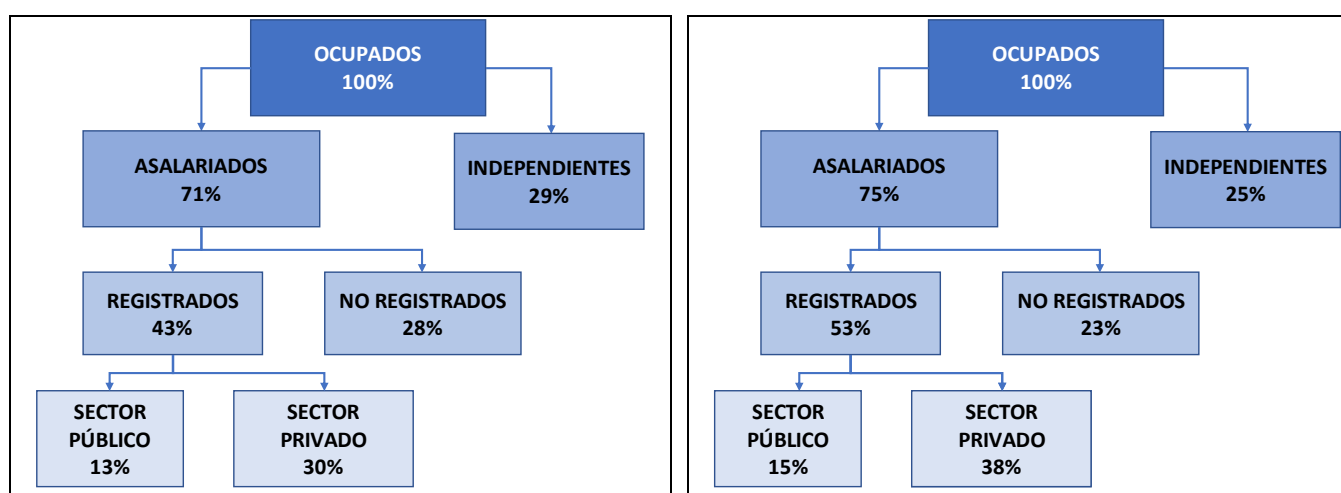 OCUPADOS
100%
ASALARIADOS
71%
INDEPENDIENTES
29%
REGISTRADOS
43%
NO REGISTRADOS
28%
SECTOR
PÚBLICO
13%
SECTOR
PRIVADO
30%
OCUPADOS
100%
ASALARIADOS
75%
INDEPENDIENTES
25%
REGISTRADOS
53%
NO REGISTRADOS
23%
SECTOR
PÚBLICO
15%
SECTOR
PRIVADO
38%